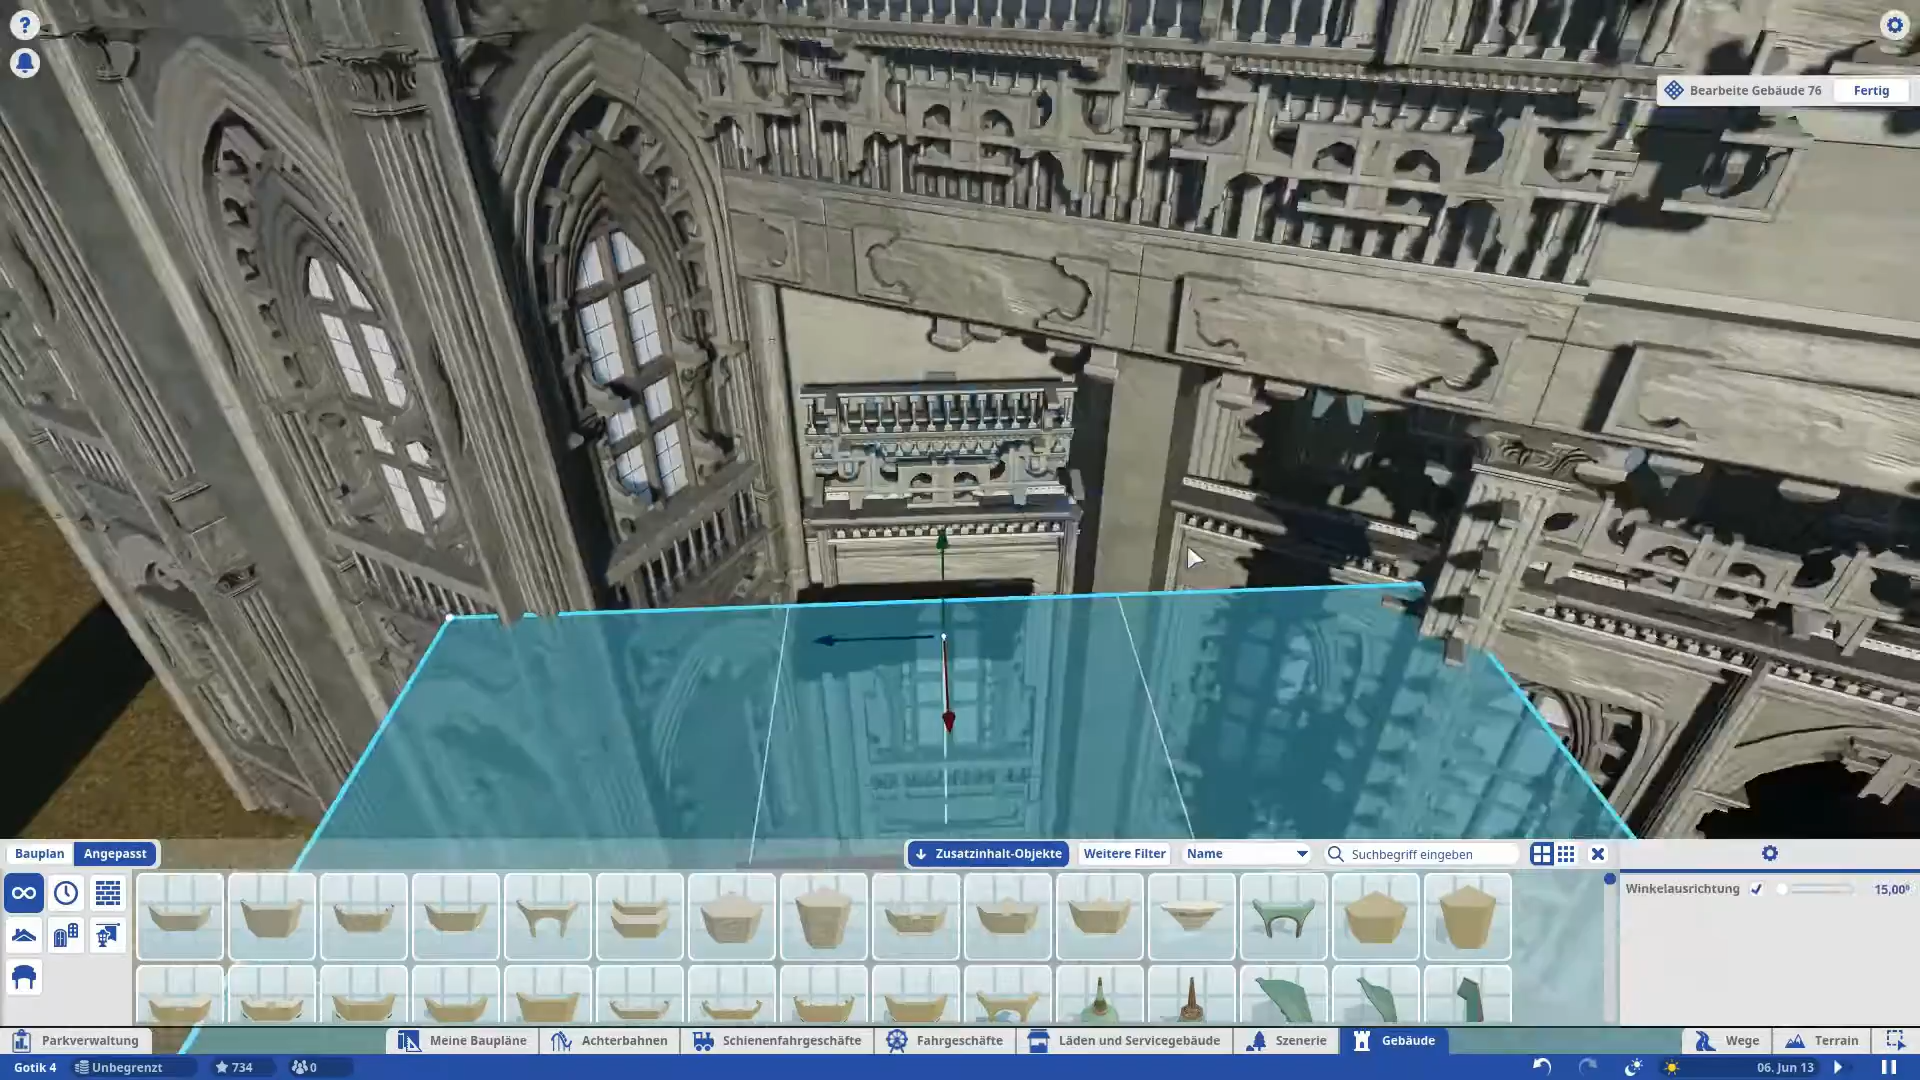 ?
Bearbeite Gebäude 76 Fertig
Bauplan Angepasst
Zusatzinhalt-Objekte Weitere Filter Name Suchbegriff eingeben
Winkelausrichtung 15,00°
Parkverwaltung Meine Baupläne Achterbahnen Schienenfahrgeschäfte Fahrgeschäfte Läden und Servicegebäude Szenerie Gebäude Wege Terrain
Gotik 4 Unbegrenzt 734 0 06. Jun 13